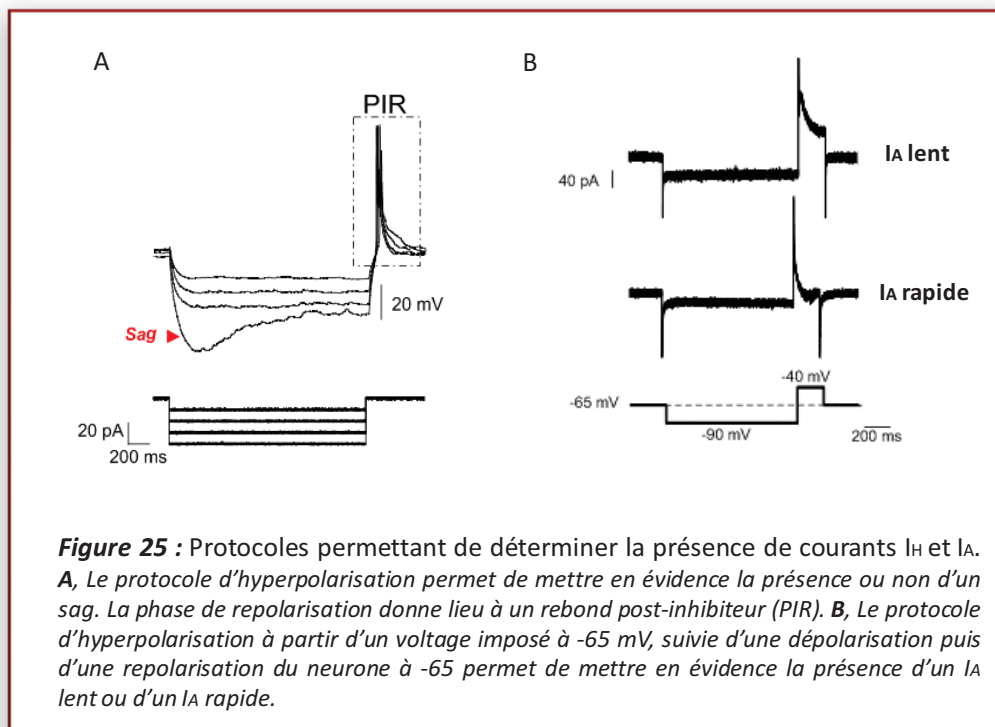 A
PIR
Sag
20 mV
20 pA
200 ms
B
IA lent
40 pA
IA rapide
-40 mV
-65 mV
-90 mV
200 ms
Figure 25 : Protocoles permettant de déterminer la présence de courants IH et IA.
A, Le protocole d’hyperpolarisation permet de mettre en évidence la présence ou non d’un
sag. La phase de repolarisation donne lieu à un rebond post-inhibiteur (PIR). B, Le protocole
d’hyperpolarisation à partir d’un voltage imposé à -65 mV, suivie d’une dépolarisation puis
d’une repolarisation du neurone à -65 permet de mettre en évidence la présence d’un IA
lent ou d’un IA rapide.